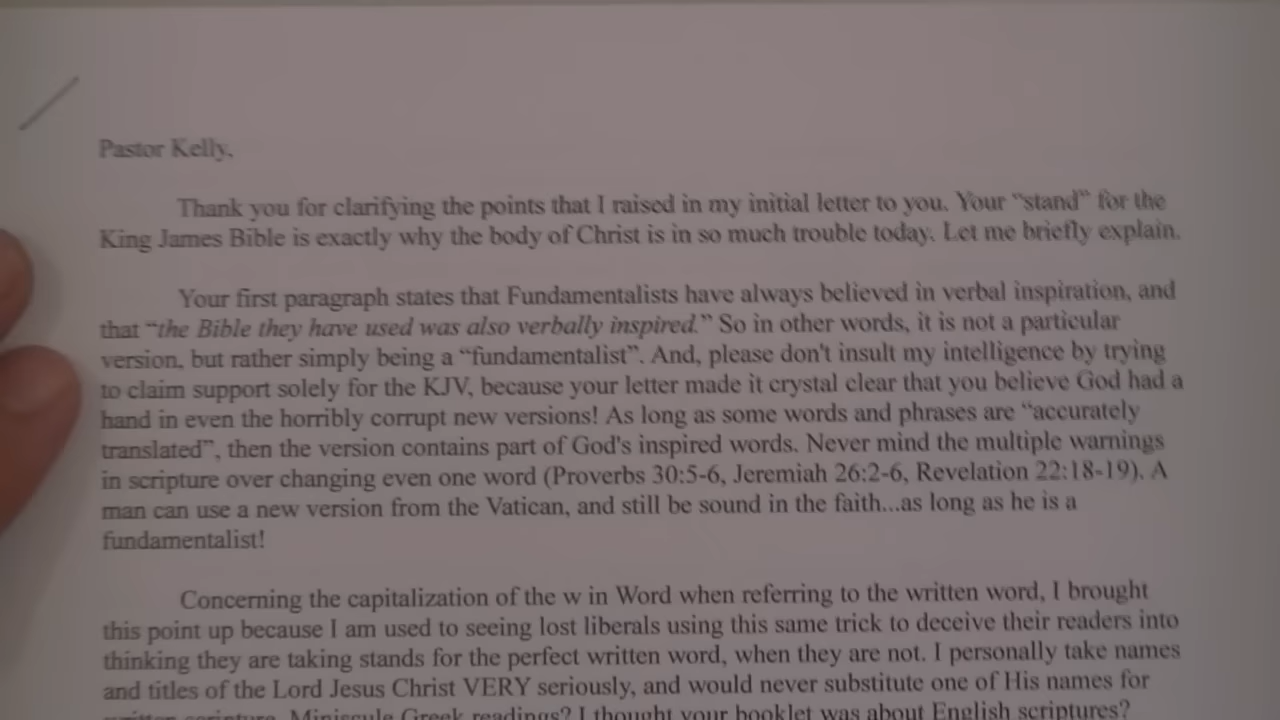 Pastor Kelly,
Thank you for clarifying the points that I raised in my initial letter to you. Your “stand” for the
King James Bible is exactly why the body of Christ is in so much trouble today. Let me briefly explain.
Your first paragraph states that Fundamentalists have always believed in verbal inspiration, and
that “the Bible they have used was also verbally inspired.” So in other words, it is not a particular
version, but rather simply being a “fundamentalist”. And, please don't insult my intelligence by trying
to claim support solely for the KJV, because your letter made it crystal clear that you believe God had a
hand in even the horribly corrupt new versions! As long as some words and phrases are “accurately
translated”, then the version contains part of God's inspired words. Never mind the multiple warnings
in scripture over changing even one word (Proverbs 30:5-6, Jeremiah 26:2-6, Revelation 22:18-19). A
man can use a new version from the Vatican, and still be sound in the faith...as long as he is a
fundamentalist!
Concerning the capitalization of the w in Word when referring to the written word, I brought
this point up because I am used to seeing lost liberals using this same trick to deceive their readers into
thinking they are taking stands for the perfect written word, when they are not. I personally take names
and titles of the Lord Jesus Christ VERY seriously, and would never substitute one of His names for
written scripture. Miniscule Greek readings? I thought your booklet was about English scriptures?